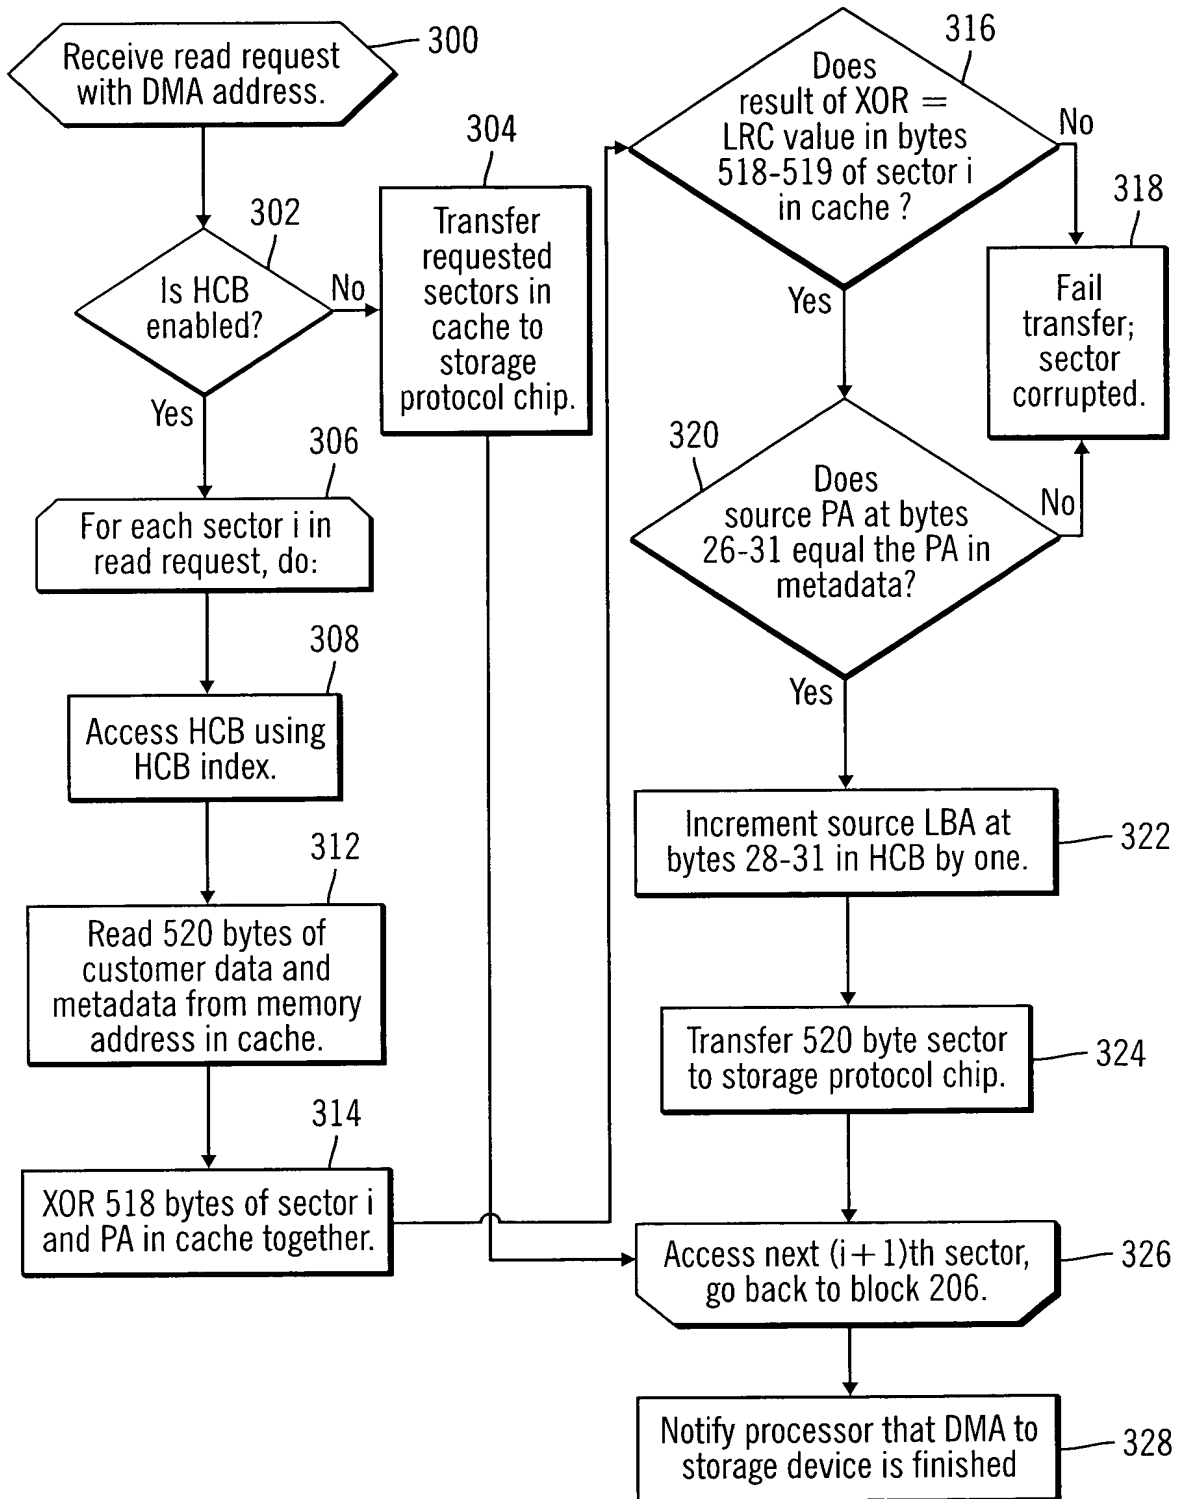 300
Receive read request
with DMA address.
302
Is HCB
enabled?
No
Yes
304
Transfer
requested
sectors in
cache to
storage
protocol chip.
306
For each sector i in
read request, do:
308
Access HCB using
HCB index.
312
Read 520 bytes of
customer data and
metadata from memory
address in cache.
314
XOR 518 bytes of sector i
and PA in cache together.
316
Does
result of XOR =
LRC value in bytes
518-519 of sector i
in cache ?
No
Yes
318
Fail
transfer;
sector
corrupted.
320
Does
source PA at bytes
26-31 equal the PA in
metadata?
No
Yes
Increment source LBA at
bytes 28-31 in HCB by one.
322
Transfer 520 byte sector
to storage protocol chip.
324
Access next (i+1)th sector,
go back to block 206.
326
Notify processor that DMA to
storage device is finished
328